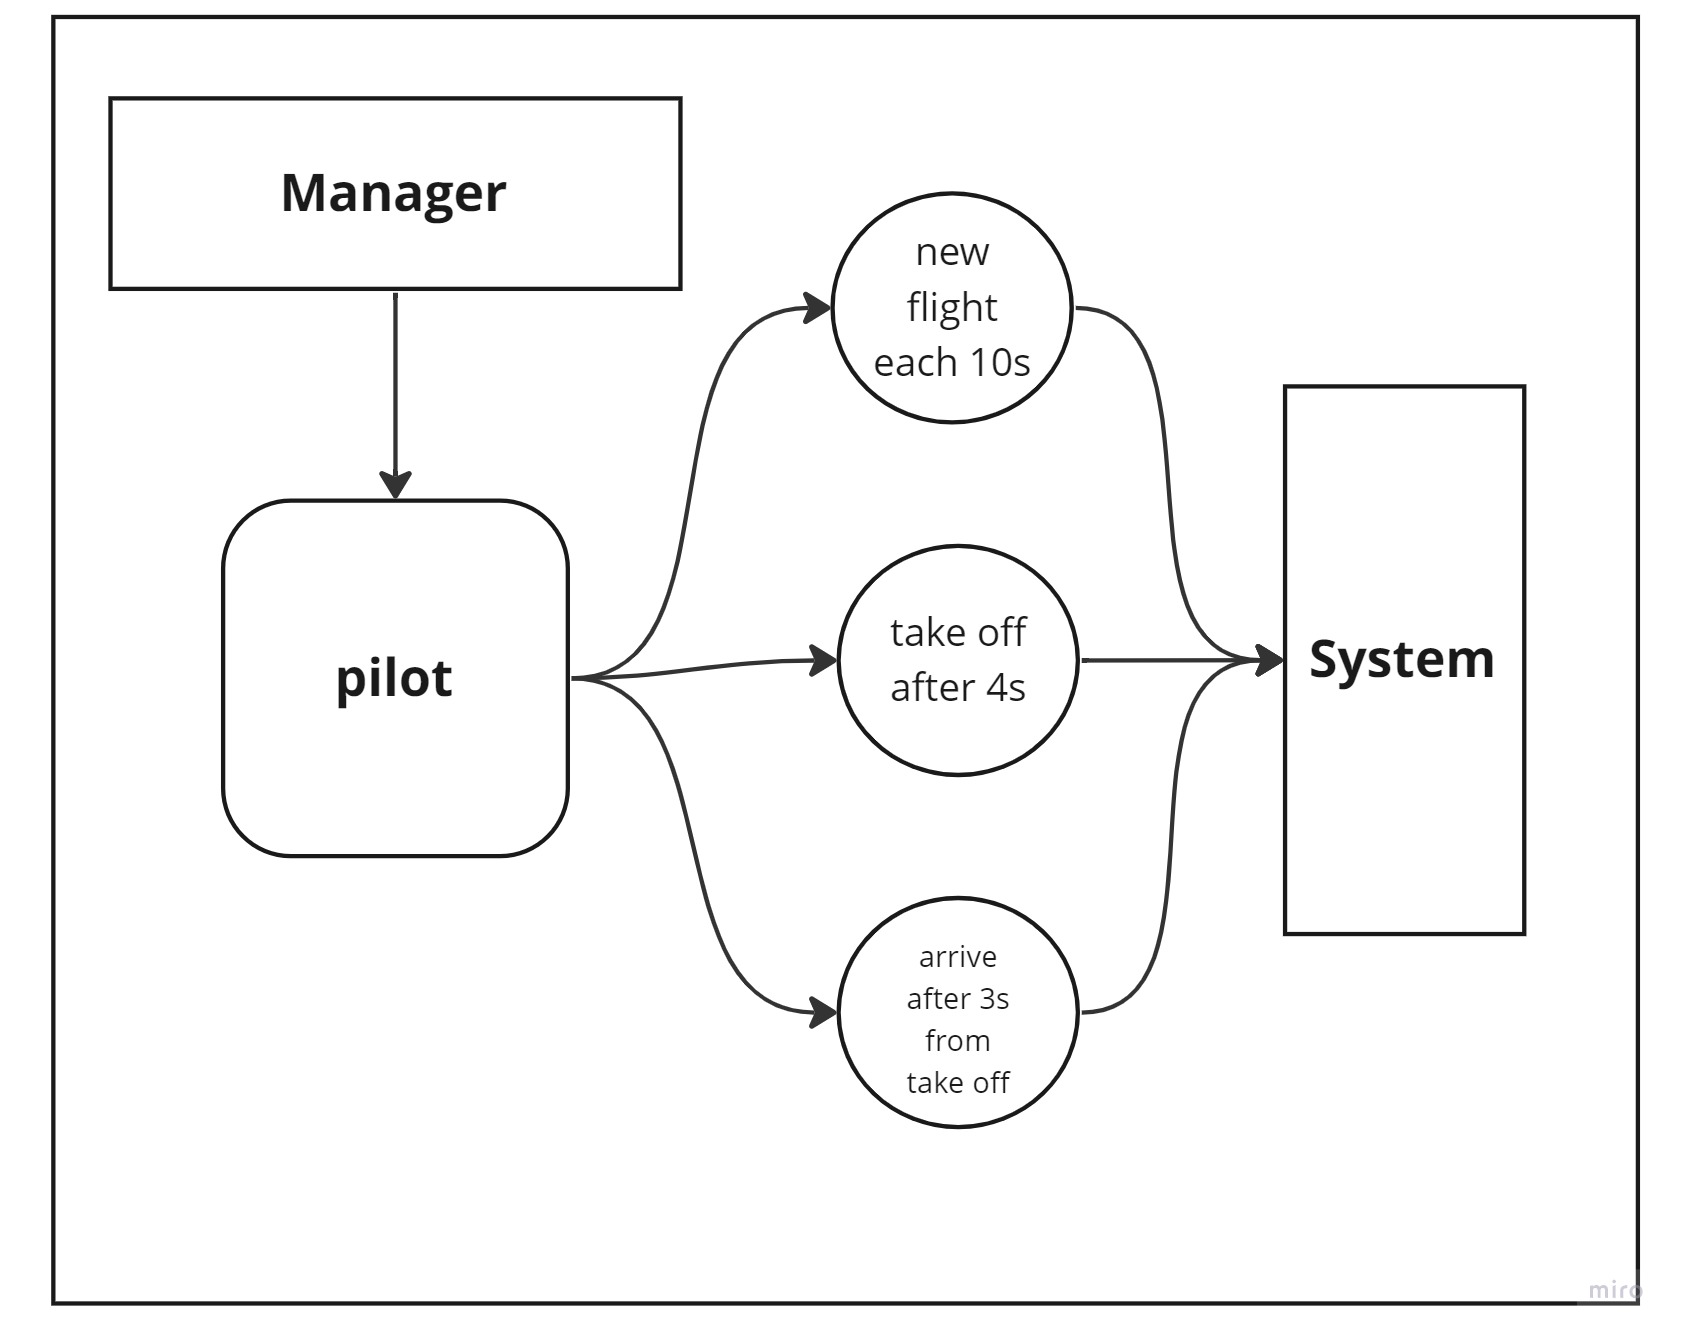 Manager
new
flight
each 10s
pilot
take off
after 4s
System
arrive
after 3s
from
take off
miro